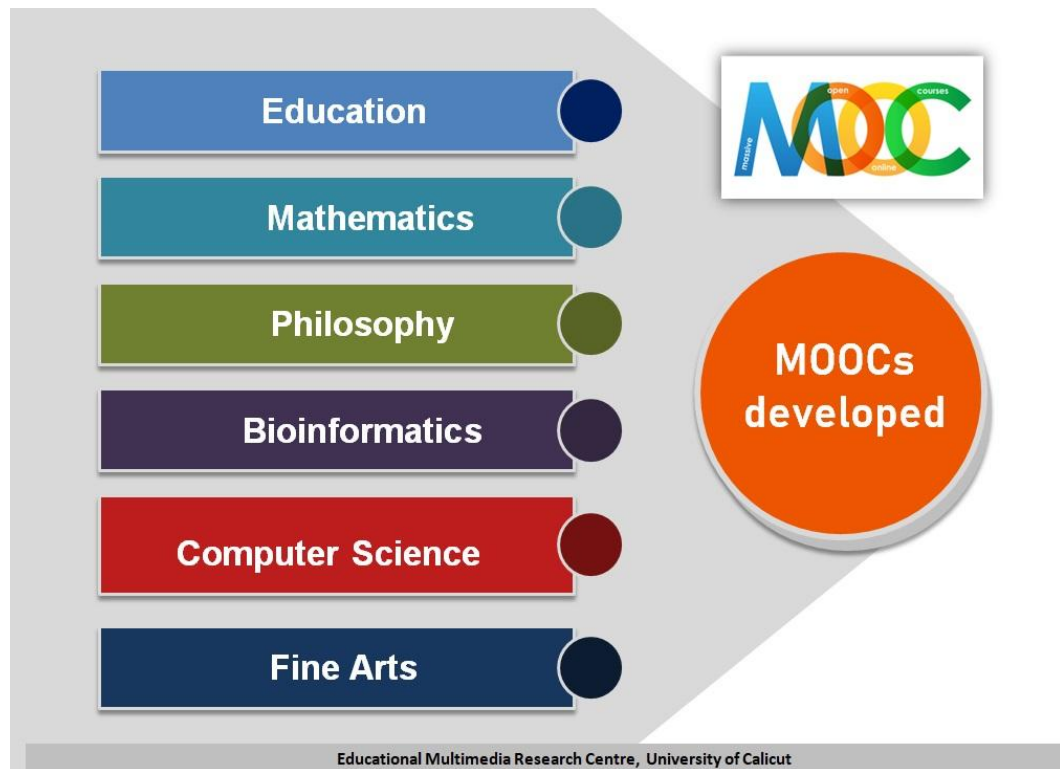 Education
Mathematics
Philosophy
Bioinformatics
Computer Science
Fine Arts
massive
open
online
courses
MOOC
MOOCs
developed
Educational Multimedia Research Centre, University of Calicut